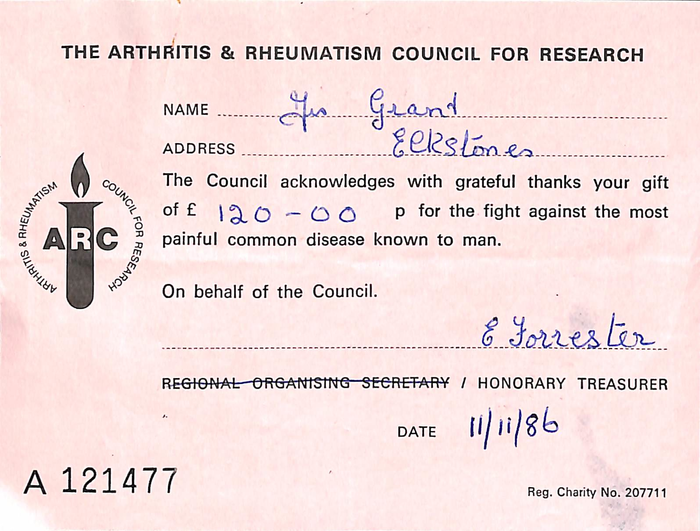 THE ARTHRITIS & RHEUMATISM COUNCIL FOR RESEARCH
NAME Grant
ADDRESS Elkstones
ARTHRITIS & RHEUMATISM COUNCIL FOR RESEARCH
ARC
The Council acknowledges with grateful thanks your gift
of £ 120-00 p for the fight against the most
painful common disease known to man.
On behalf of the Council.
E Forrester
REGIONAL ORGANISING SECRETARY / HONORARY TREASURER
DATE 11/11/86
A 121477
Reg. Charity No. 207711